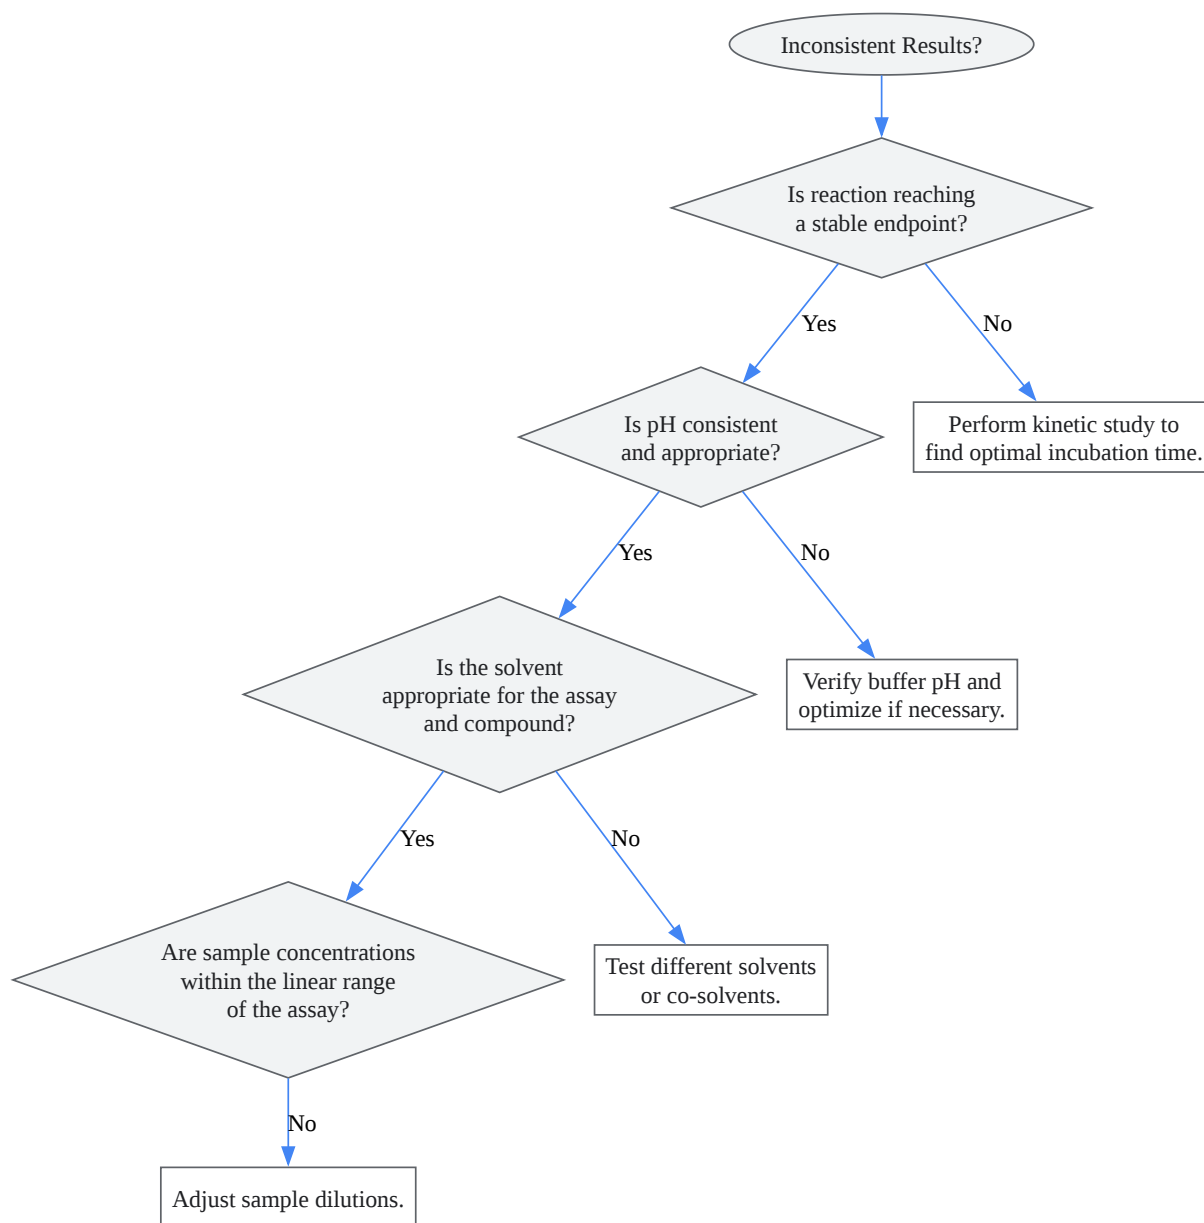 Inconsistent Results?
Is reaction reaching
a stable endpoint?
Yes
No
Is pH consistent
and appropriate?
Perform kinetic study to
find optimal incubation time.
Yes
No
Is the solvent
appropriate for the assay
and compound?
Verify buffer pH and
optimize if necessary.
Yes
No
Are sample concentrations
within the linear range
of the assay?
Test different solvents
or co-solvents.
No
Adjust sample dilutions.